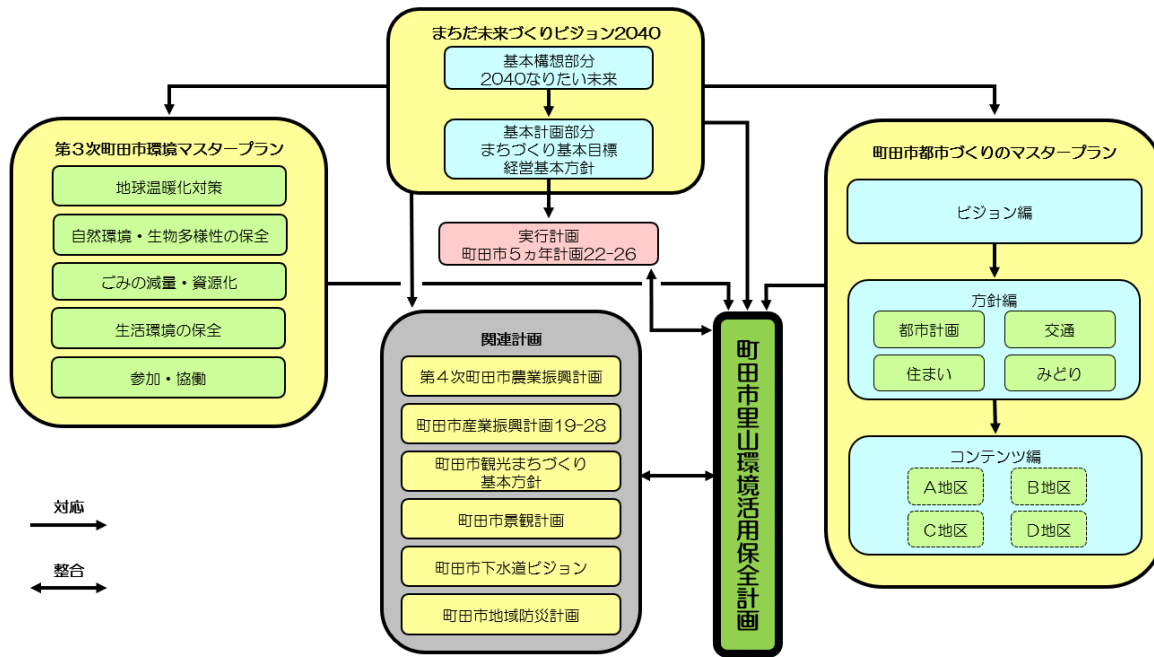 まちだ未来づくりビジョン2040
基本構想部分
2040なりたい未来
基本計画部分
まちづくり基本目標
経営基本方針
実行計画
町田市5ヵ年計画22-26
第3次町田市環境マスタープラン
地球温暖化対策
自然環境・生物多様性の保全
ごみの減量・資源化
生活環境の保全
参加・協働
関連計画
第4次町田市農業振興計画
町田市産業振興計画19-28
町田市観光まちづくり
基本方針
町田市景観計画
町田市下水道ビジョン
町田市地域防災計画
町田市里山環境活用保全計画
町田市都市づくりのマスタープラン
ビジョン編
方針編
都市計画
交通
住まい
みどり
コンテンツ編
A地区
B地区
C地区
D地区
対応
整合